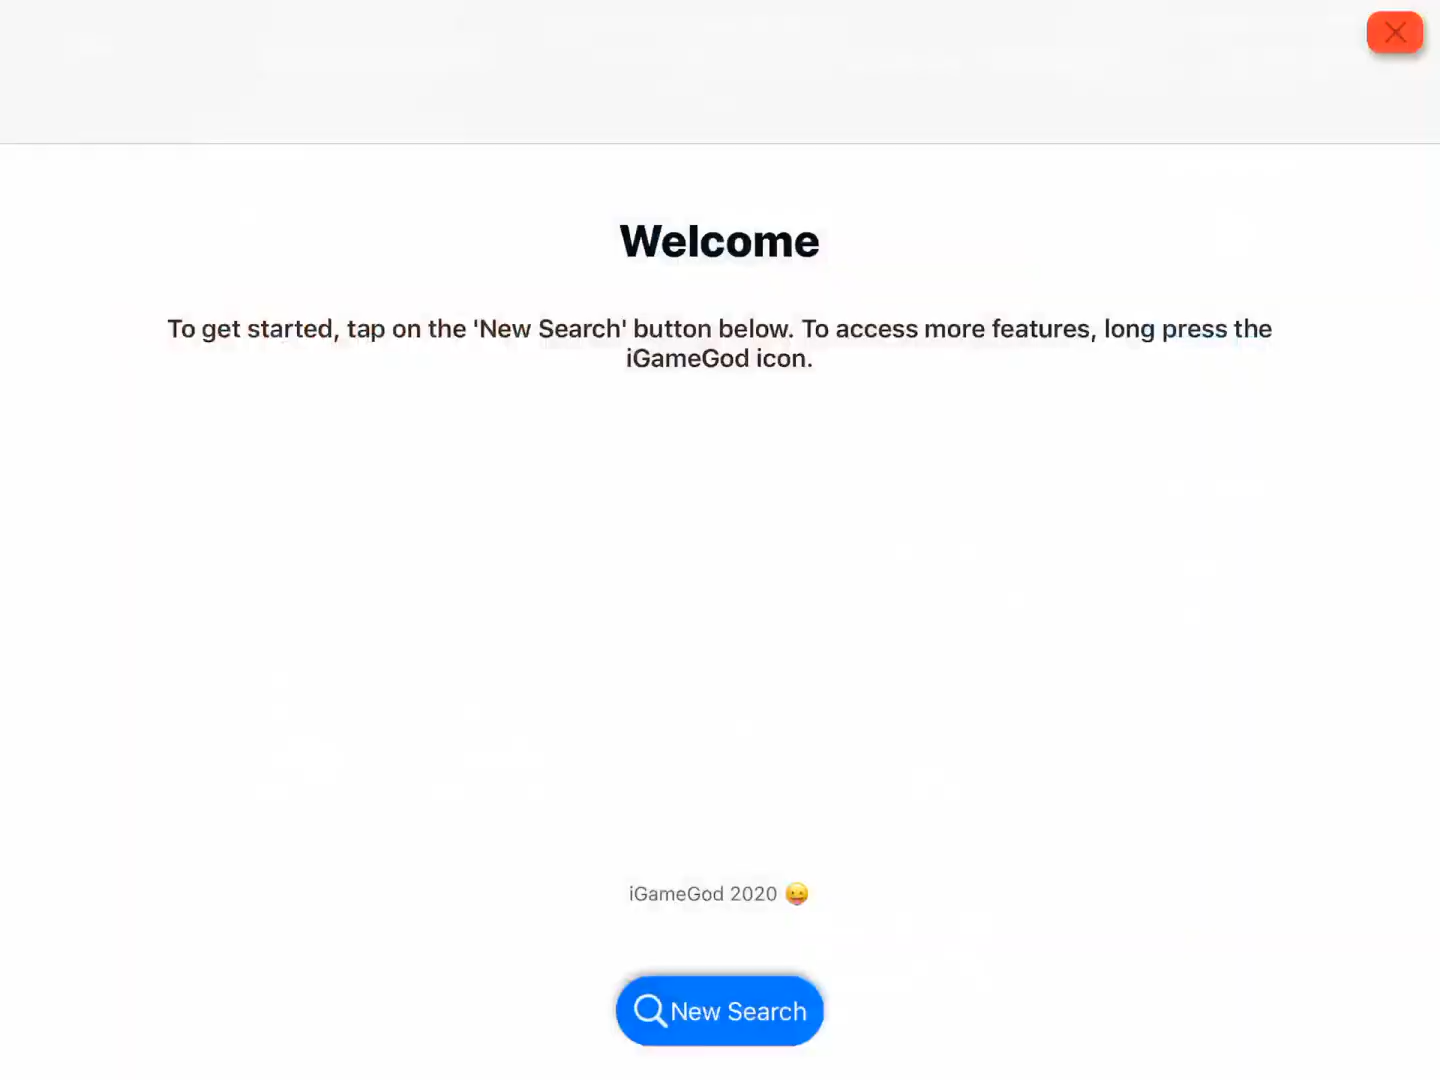 Welcome
To get started, tap on the 'New Search' button below. To access more features, long press the
iGameGod icon.
iGameGod 2020 😛
New Search